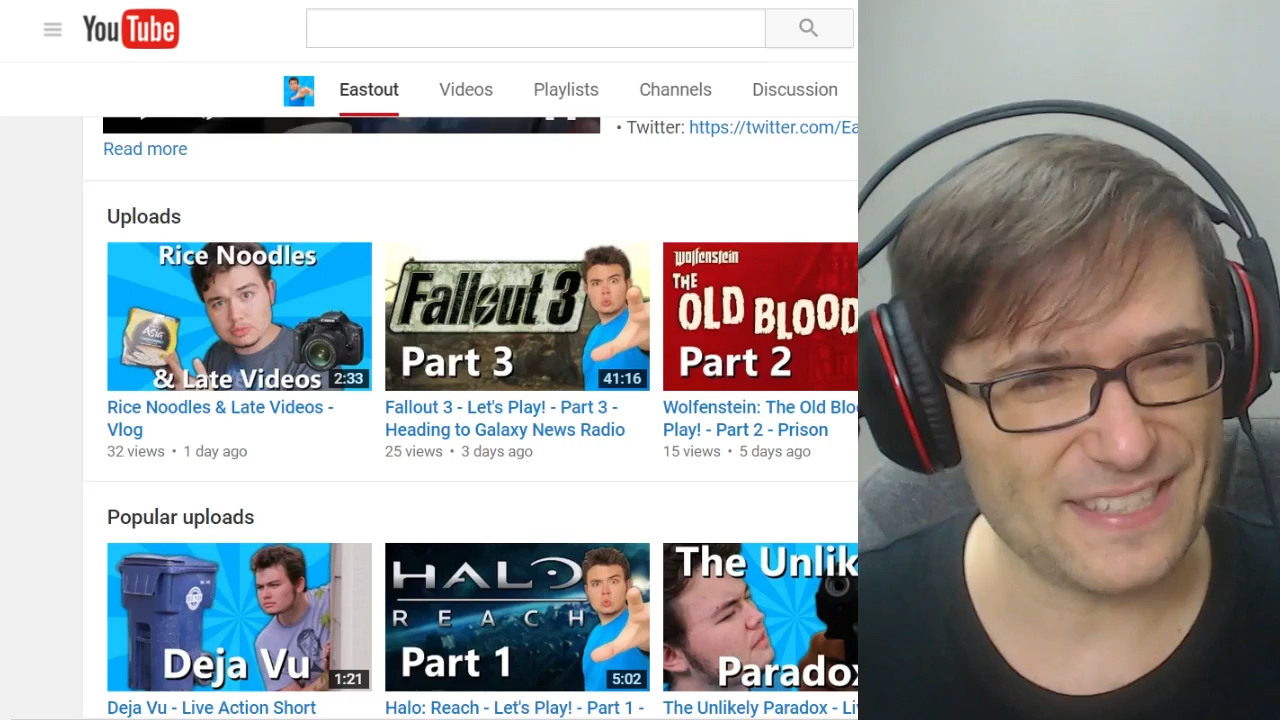 YouTube
Eastout
Videos
Playlists
Channels
Discussion
• Twitter: https://twitter.com/Ea
Read more
Uploads
Rice Noodles
& Late Videos
2:33
Fallout 3
Part 3
41:16
Wolfenstein
THE
OLD BLOOD
Part 2
Rice Noodles & Late Videos -
Vlog
32 views • 1 day ago
Fallout 3 - Let's Play! - Part 3 -
Heading to Galaxy News Radio
25 views • 3 days ago
Wolfenstein: The Old Bloo
Play! - Part 2 - Prison
15 views • 5 days ago
Popular uploads
Deja Vu
1:21
HALO
REACH
Part 1
5:02
The Unlik
Paradox
Deja Vu - Live Action Short
Halo: Reach - Let's Play! - Part 1 -
The Unlikely Paradox - Li